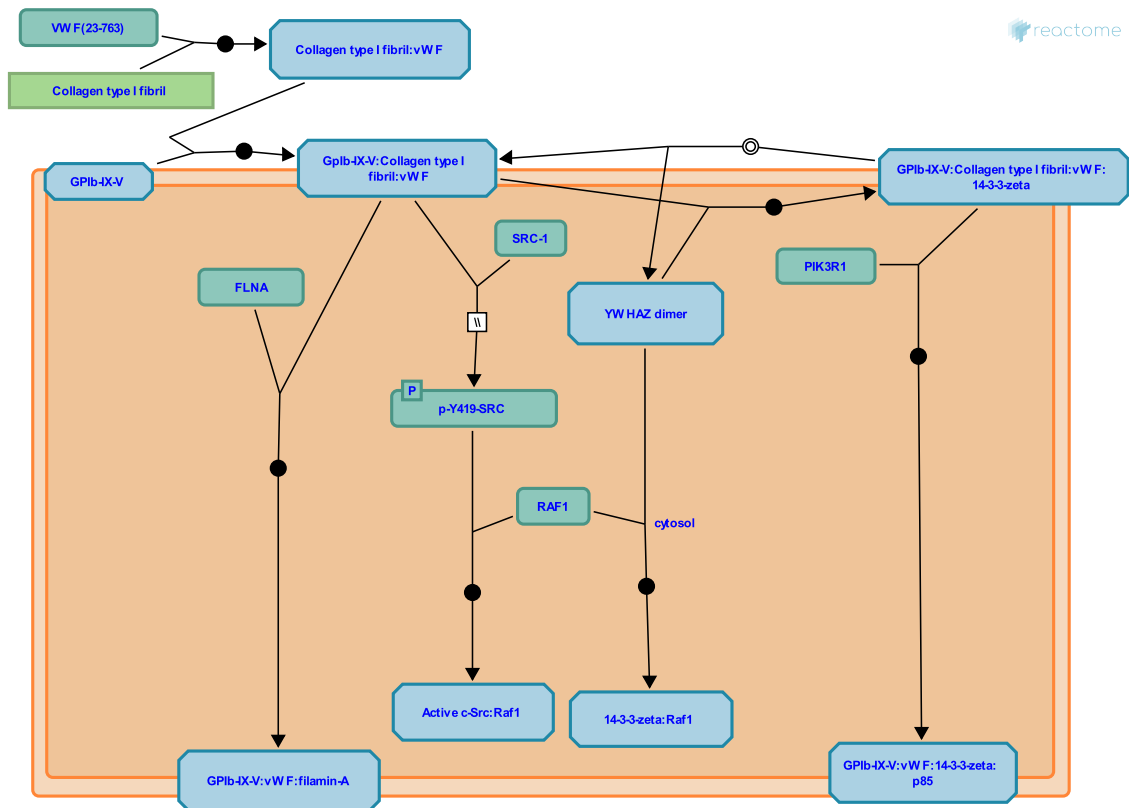 VWF(23-763)
reactome
Collagen type I fibril:vWF
Collagen type I fibril
GPIb-IX-V
GpIb-IX-V:Collagen type I
fibril:vWF
GPIb-IX-V:Collagen type I fibril:vWF:
14-3-3-zeta
SRC-1
PIK3R1
FLNA
YWHAZ dimer
\\
P
p-Y419-SRC
RAF1
cytosol
Active c-Src:Raf1
14-3-3-zeta:Raf1
GPIb-IX-V:vWF:filamin-A
GPIb-IX-V:vWF:14-3-3-zeta:
p85